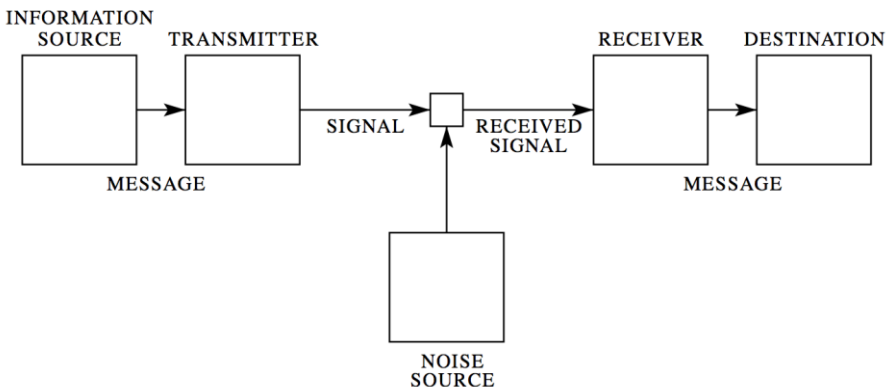 INFORMATION
SOURCE
TRANSMITTER
RECEIVER
DESTINATION
SIGNAL
RECEIVED
SIGNAL
MESSAGE
MESSAGE
NOISE
SOURCE